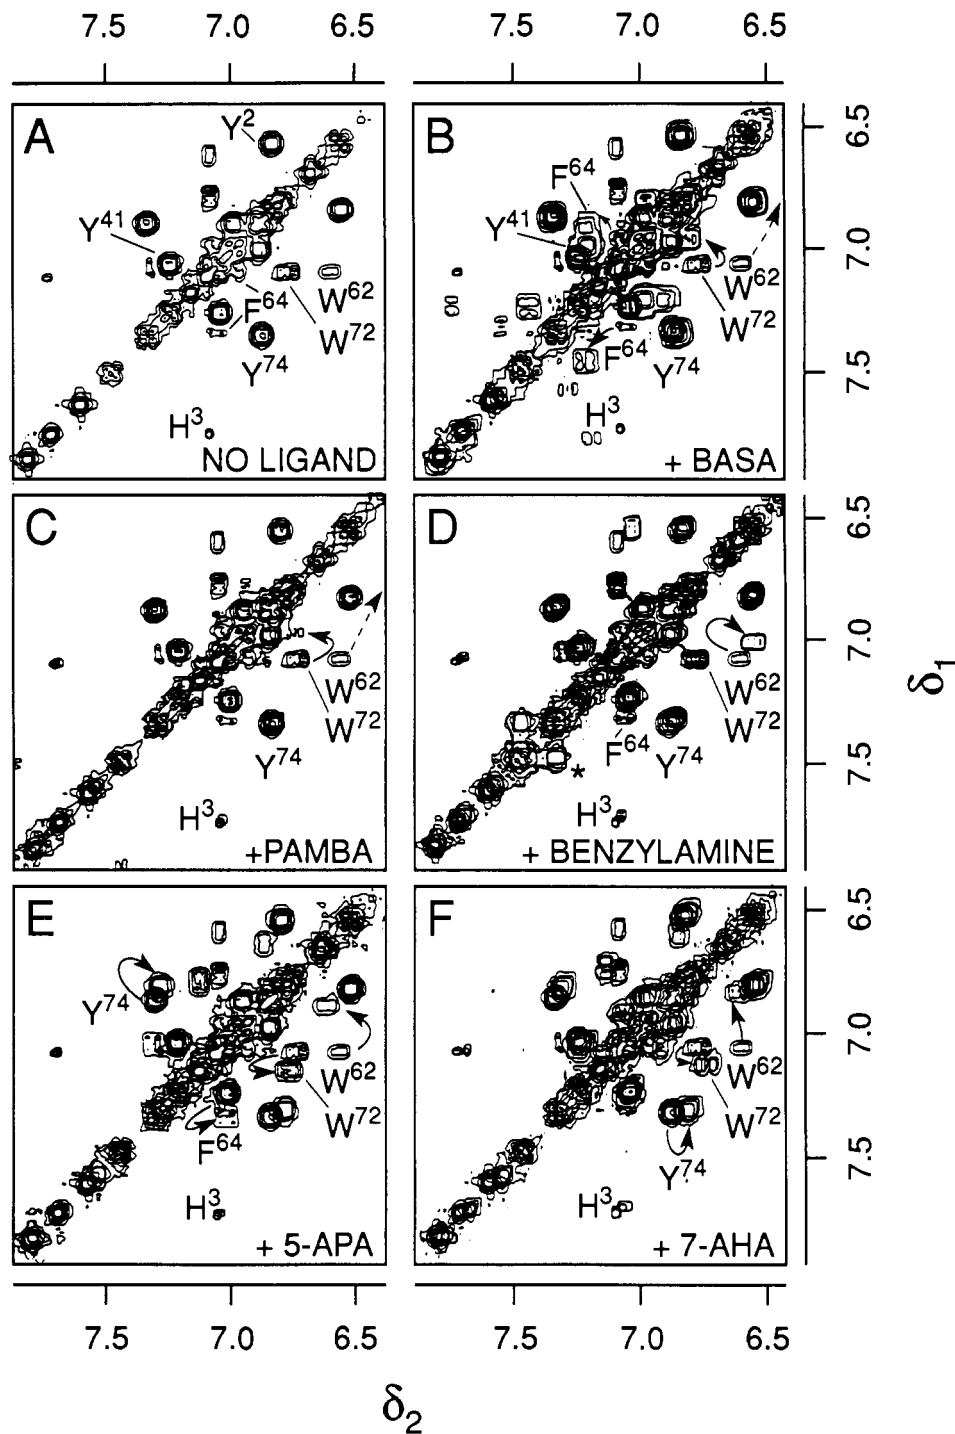 7.5 7.0 6.5 7.5 7.0 6.5
A
Y2
Y41
F64
W62
W72
Y74
H3
NO LIGAND
B
F64
Y41
W62
W72
F64
Y74
H3
+ BASA
6.5
7.0
7.5
C
W62
W72
Y74
H3
+PAMBA
D
W62
W72
F64
Y74
H3
*
+ BENZYLAMINE
6.5
7.0
7.5
δ1
E
Y74
W62
W72
F64
H3
+ 5-APA
F
W62
W72
Y74
H3
+ 7-AHA
6.5
7.0
7.5
7.5 7.0 6.5 7.5 7.0 6.5
δ2